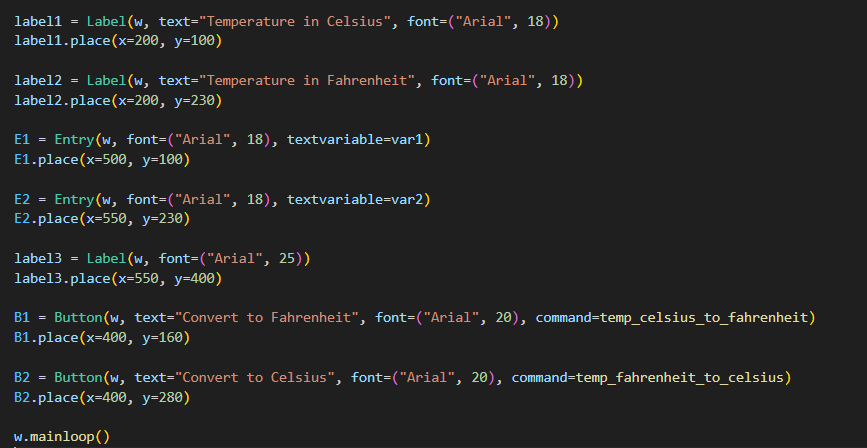 label1 = Label(w, text="Temperature in Celsius", font=("Arial", 18))
label1.place(x=200, y=100)
label2 = Label(w, text="Temperature in Fahrenheit", font=("Arial", 18))
label2.place(x=200, y=230)
E1 = Entry(w, font=("Arial", 18), textvariable=var1)
E1.place(x=500, y=100)
E2 = Entry(w, font=("Arial", 18), textvariable=var2)
E2.place(x=550, y=230)
label3 = Label(w, font=("Arial", 25))
label3.place(x=550, y=400)
B1 = Button(w, text="Convert to Fahrenheit", font=("Arial", 20), command=temp_celsius_to_fahrenheit)
B1.place(x=400, y=160)
B2 = Button(w, text="Convert to Celsius", font=("Arial", 20), command=temp_fahrenheit_to_celsius)
B2.place(x=400, y=280)
w.mainloop()